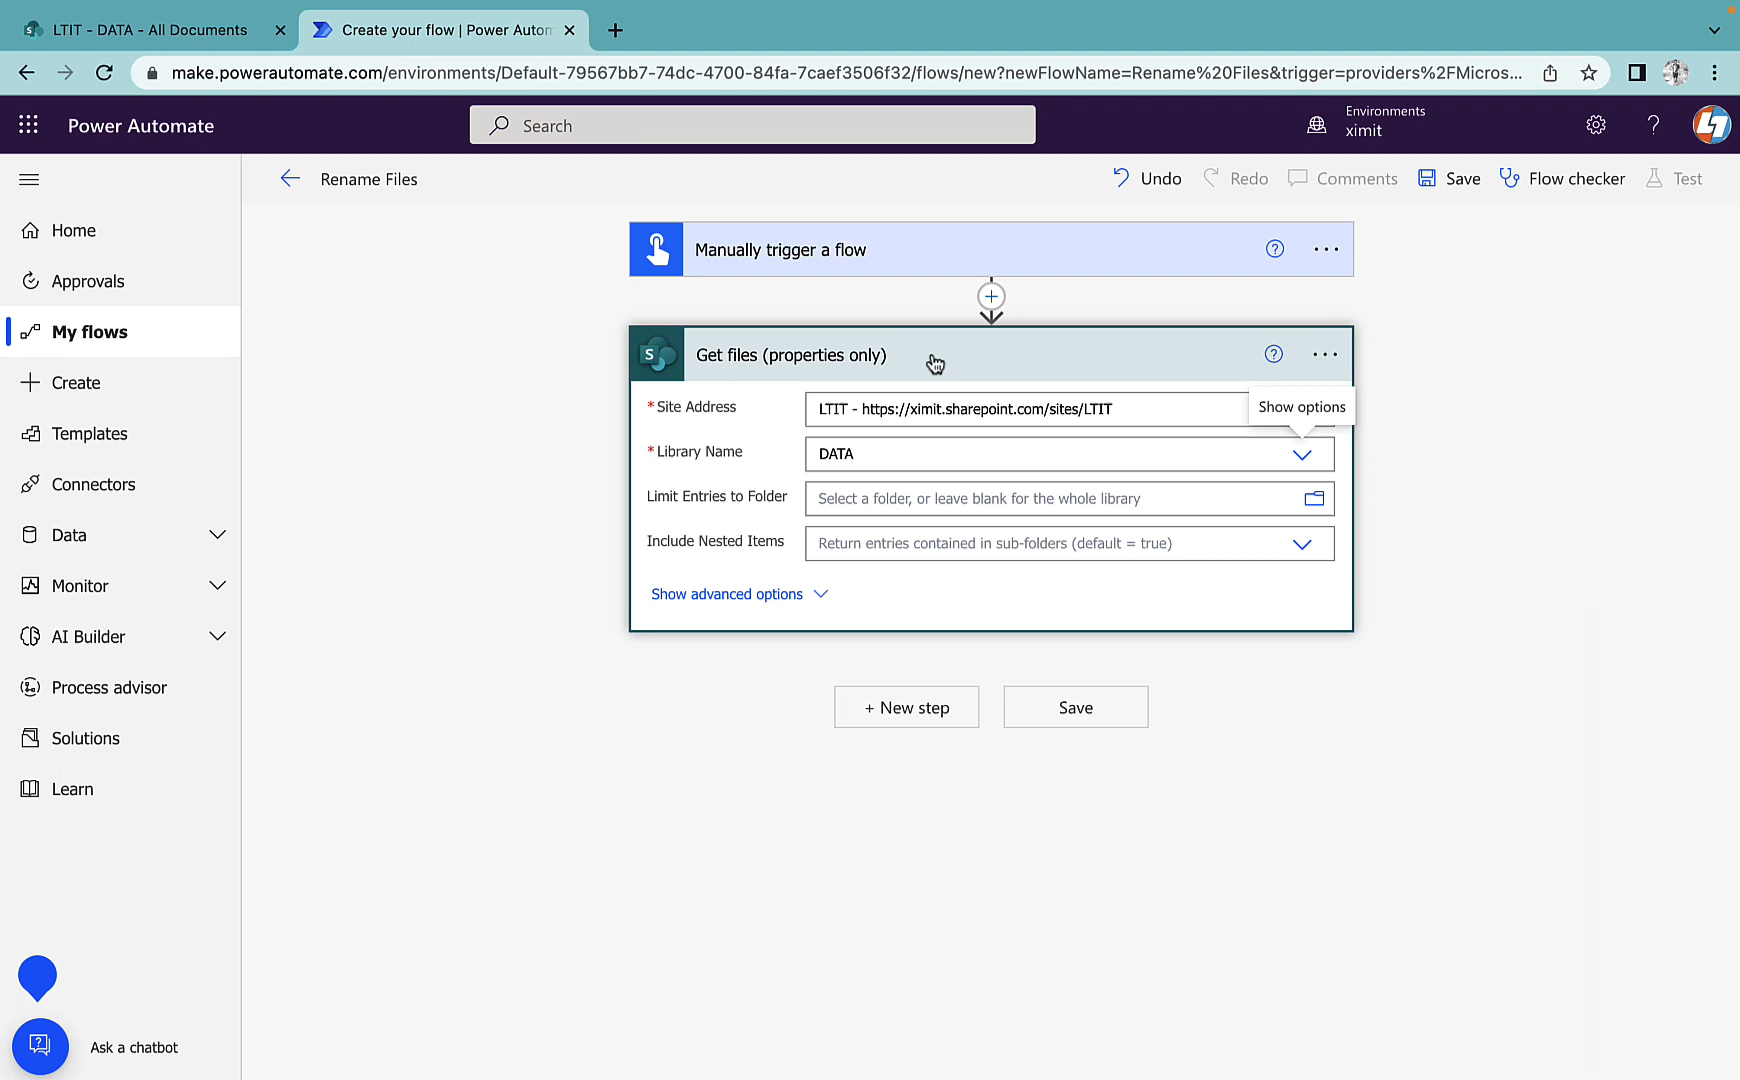 LTIT - DATA - All Documents
Create your flow | Power Autom
make.powerautomate.com/environments/Default-79567bb7-74dc-4700-84fa-7caef3506f32/flows/new?newFlowName=Rename%20Files&trigger=providers%2FMicros...
Power Automate
Search
Environments
ximit
Rename Files
Undo
Redo
Comments
Save
Flow checker
Test
Home
Approvals
My flows
Create
Templates
Connectors
Data
Monitor
AI Builder
Process advisor
Solutions
Learn
Ask a chatbot
Manually trigger a flow
S
Get files (properties only)
*Site Address
LTIT - https://ximit.sharepoint.com/sites/LTIT
Show options
*Library Name
DATA
Limit Entries to Folder
Select a folder, or leave blank for the whole library
Include Nested Items
Return entries contained in sub-folders (default = true)
Show advanced options
+ New step
Save